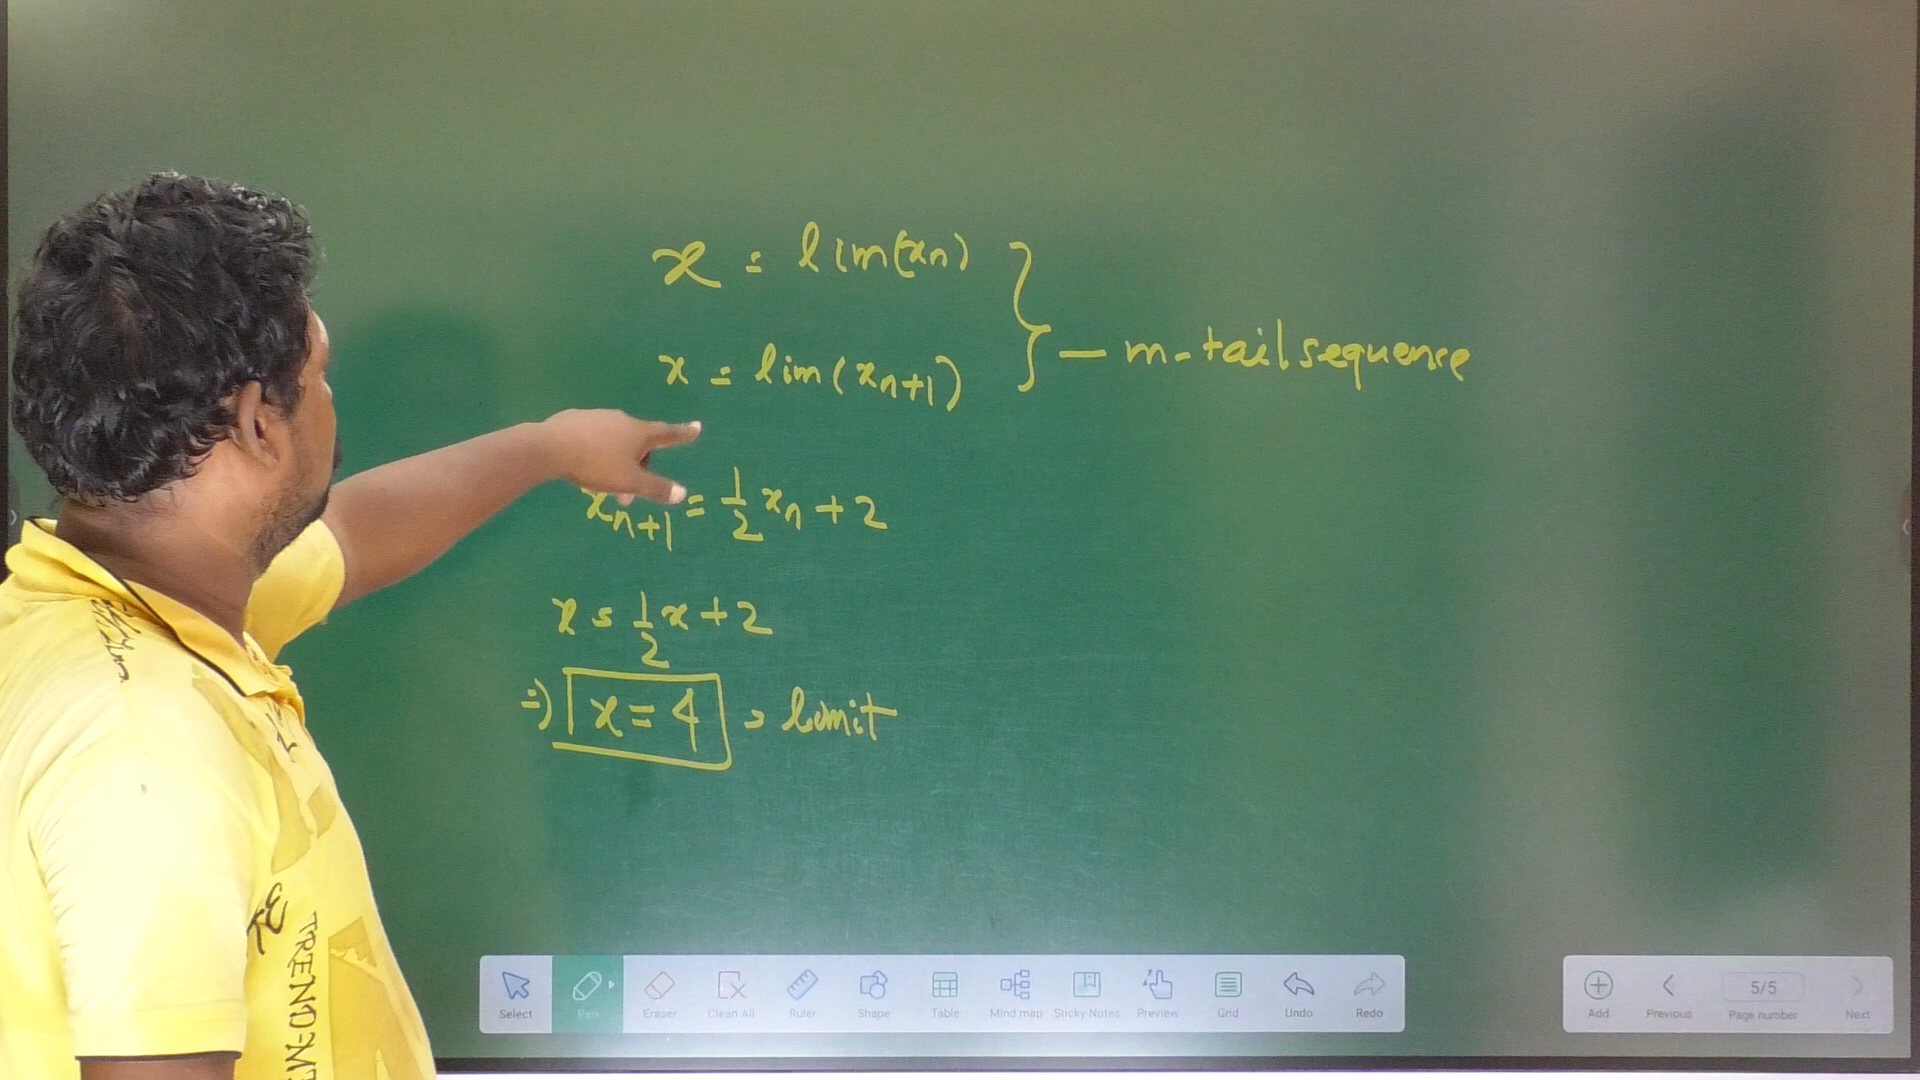 x = lim(xn)
x = lim(xn+1)
} — m-tail sequence
xn+1 = 1/2 xn + 2
x = 1/2 x + 2
⇒ x = 4 = limit
TREND-M
Select Pen Eraser Clean All Ruler Shape Table Mind map Sticky Notes Preview Grid Undo Redo
Add Previous 5/5 Page number Next